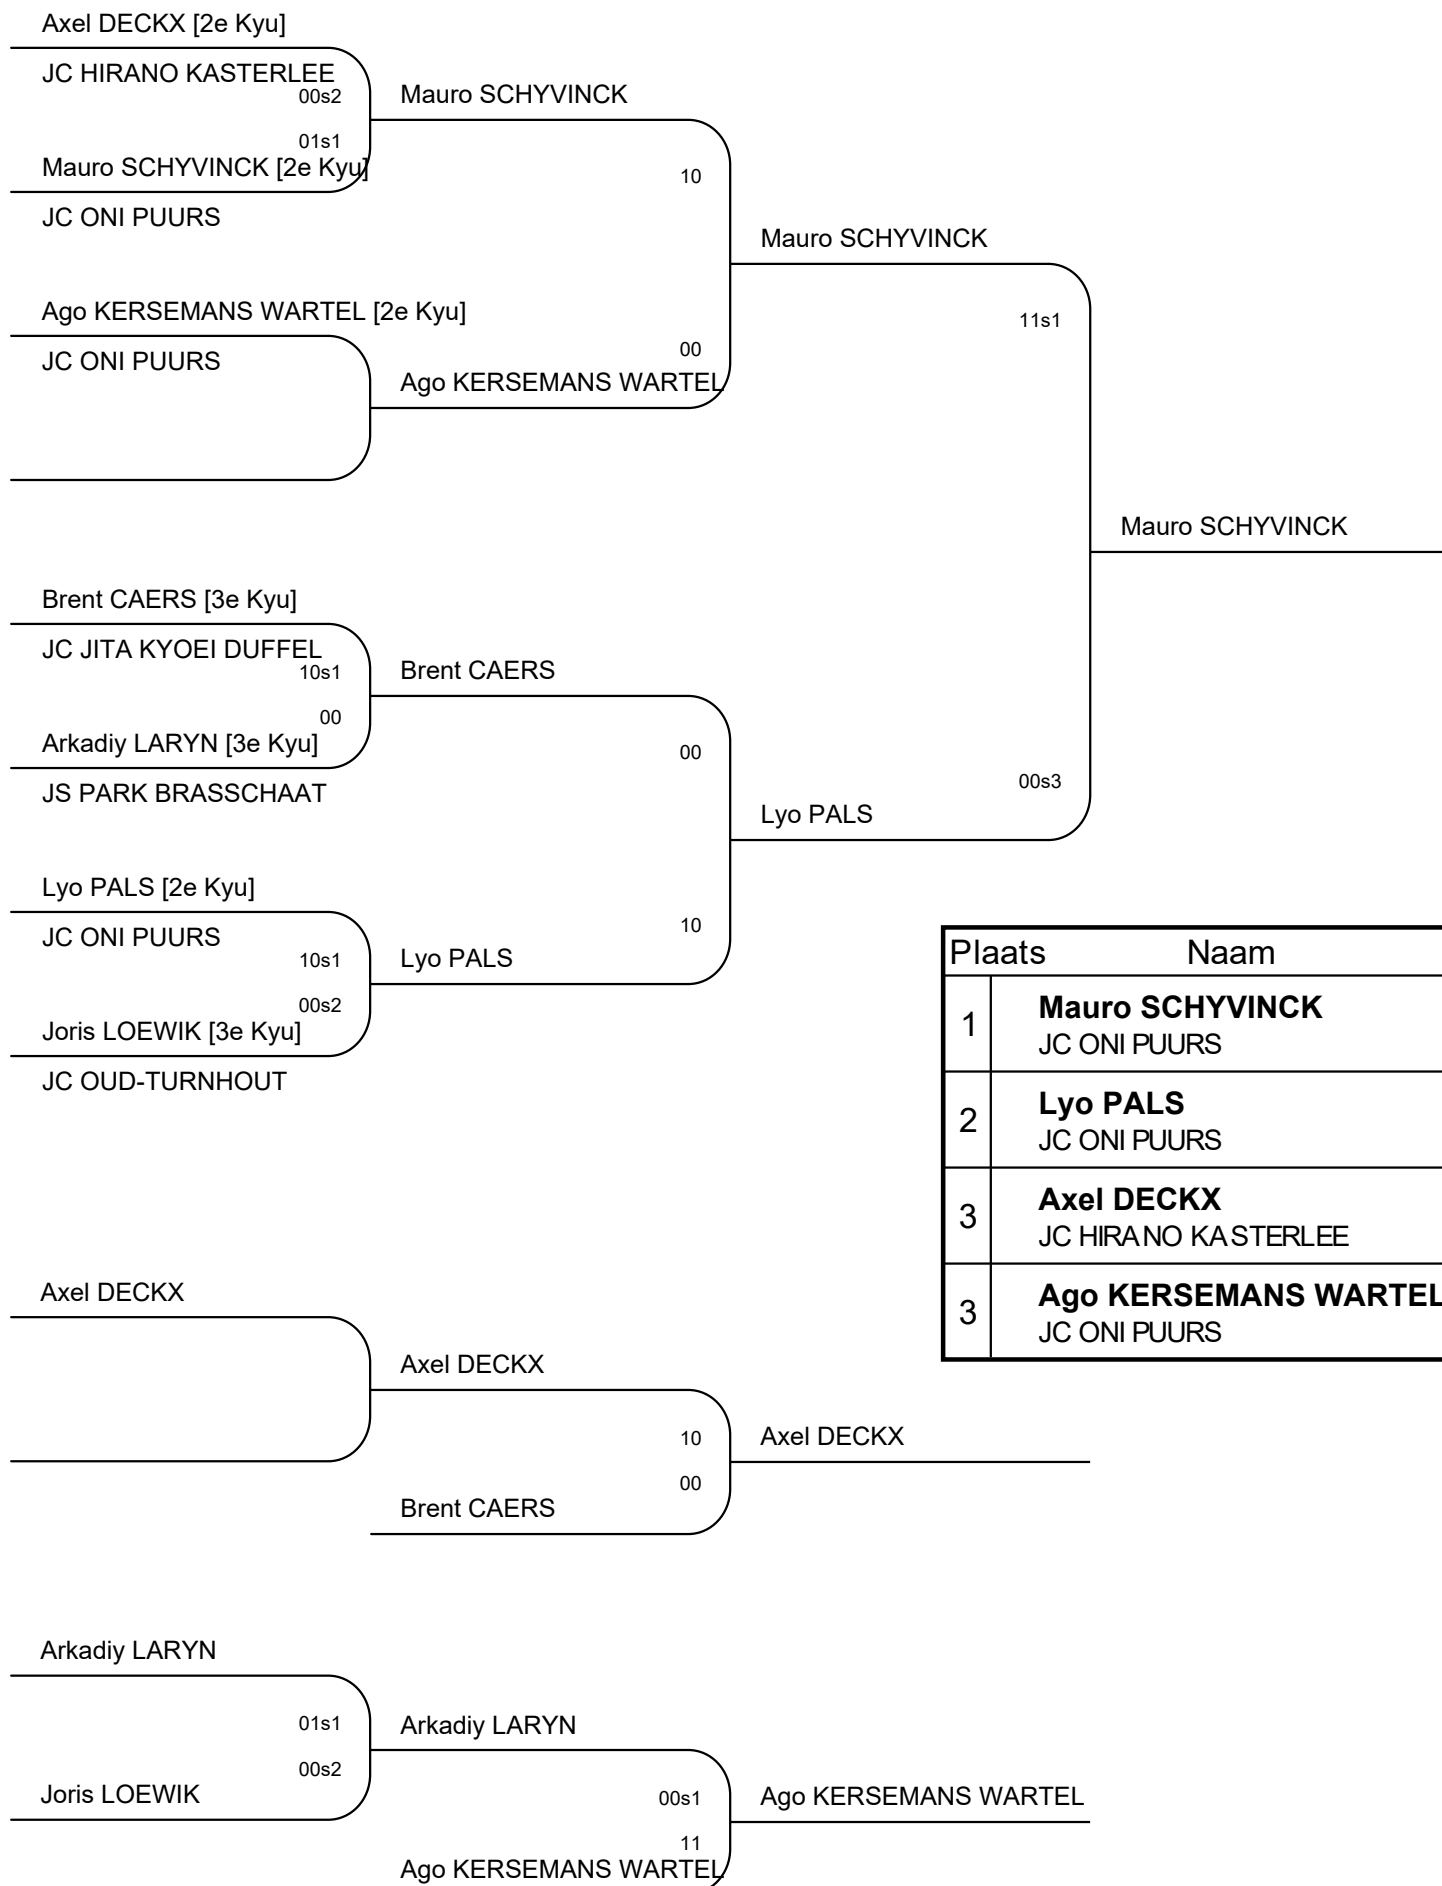 Axel DECKX [2e Kyu]
JC HIRANO KASTERLEE
00s2
Mauro SCHYVINCK
01s1
Mauro SCHYVINCK [2e Kyu]
JC ONI PUURS
10
Mauro SCHYVINCK
Ago KERSEMANS WARTEL [2e Kyu]
JC ONI PUURS
00
Ago KERSEMANS WARTEL
11s1
Mauro SCHYVINCK
Brent CAERS [3e Kyu]
JC JITA KYOEI DUFFEL
10s1
Brent CAERS
00
Arkadiy LARYN [3e Kyu]
JS PARK BRASSCHAAT
00
00s3
Lyo PALS
Lyo PALS [2e Kyu]
JC ONI PUURS
10s1
10
Lyo PALS
00s2
Joris LOEWIK [3e Kyu]
JC OUD-TURNHOUT
Plaats Naam
1 Mauro SCHYVINCK
JC ONI PUURS
2 Lyo PALS
JC ONI PUURS
3 Axel DECKX
JC HIRANO KASTERLEE
3 Ago KERSEMANS WARTEL
JC ONI PUURS
Axel DECKX
Axel DECKX
10
Axel DECKX
00
Brent CAERS
Arkadiy LARYN
01s1
Arkadiy LARYN
00s2
Joris LOEWIK
00s1
Ago KERSEMANS WARTEL
11
Ago KERSEMANS WARTEL